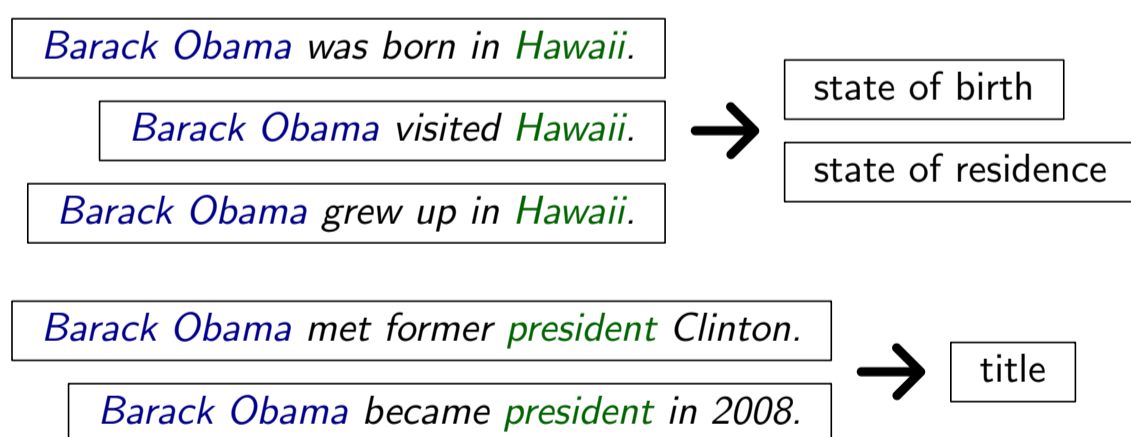 Barack Obama was born in Hawaii.
Barack Obama visited Hawaii.
Barack Obama grew up in Hawaii.
state of birth
state of residence
Barack Obama met former president Clinton.
Barack Obama became president in 2008.
title